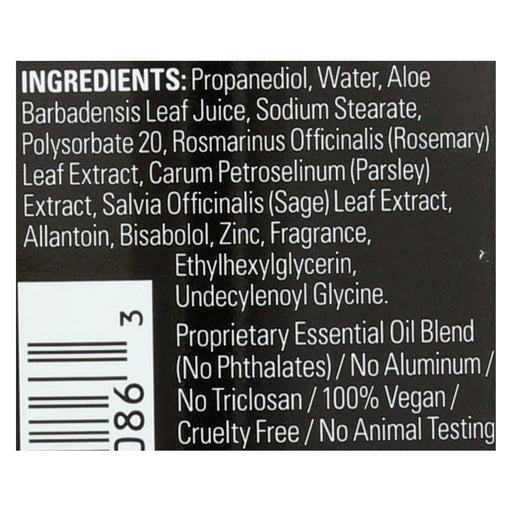 INGREDIENTS: Propanediol, Water, Aloe
Barbadensis Leaf Juice, Sodium Stearate,
Polysorbate 20, Rosmarinus Officinalis (Rosemary)
Leaf Extract, Carum Petroselinum (Parsley)
Extract, Salvia Officinalis (Sage) Leaf Extract,
Allantoin, Bisabolol, Zinc, Fragrance,
Ethylhexylglycerin,
Undecylenoyl Glycine.
Proprietary Essential Oil Blend
(No Phthalates) / No Aluminum /
No Triclosan / 100% Vegan /
Cruelty Free / No Animal Testing
086 3